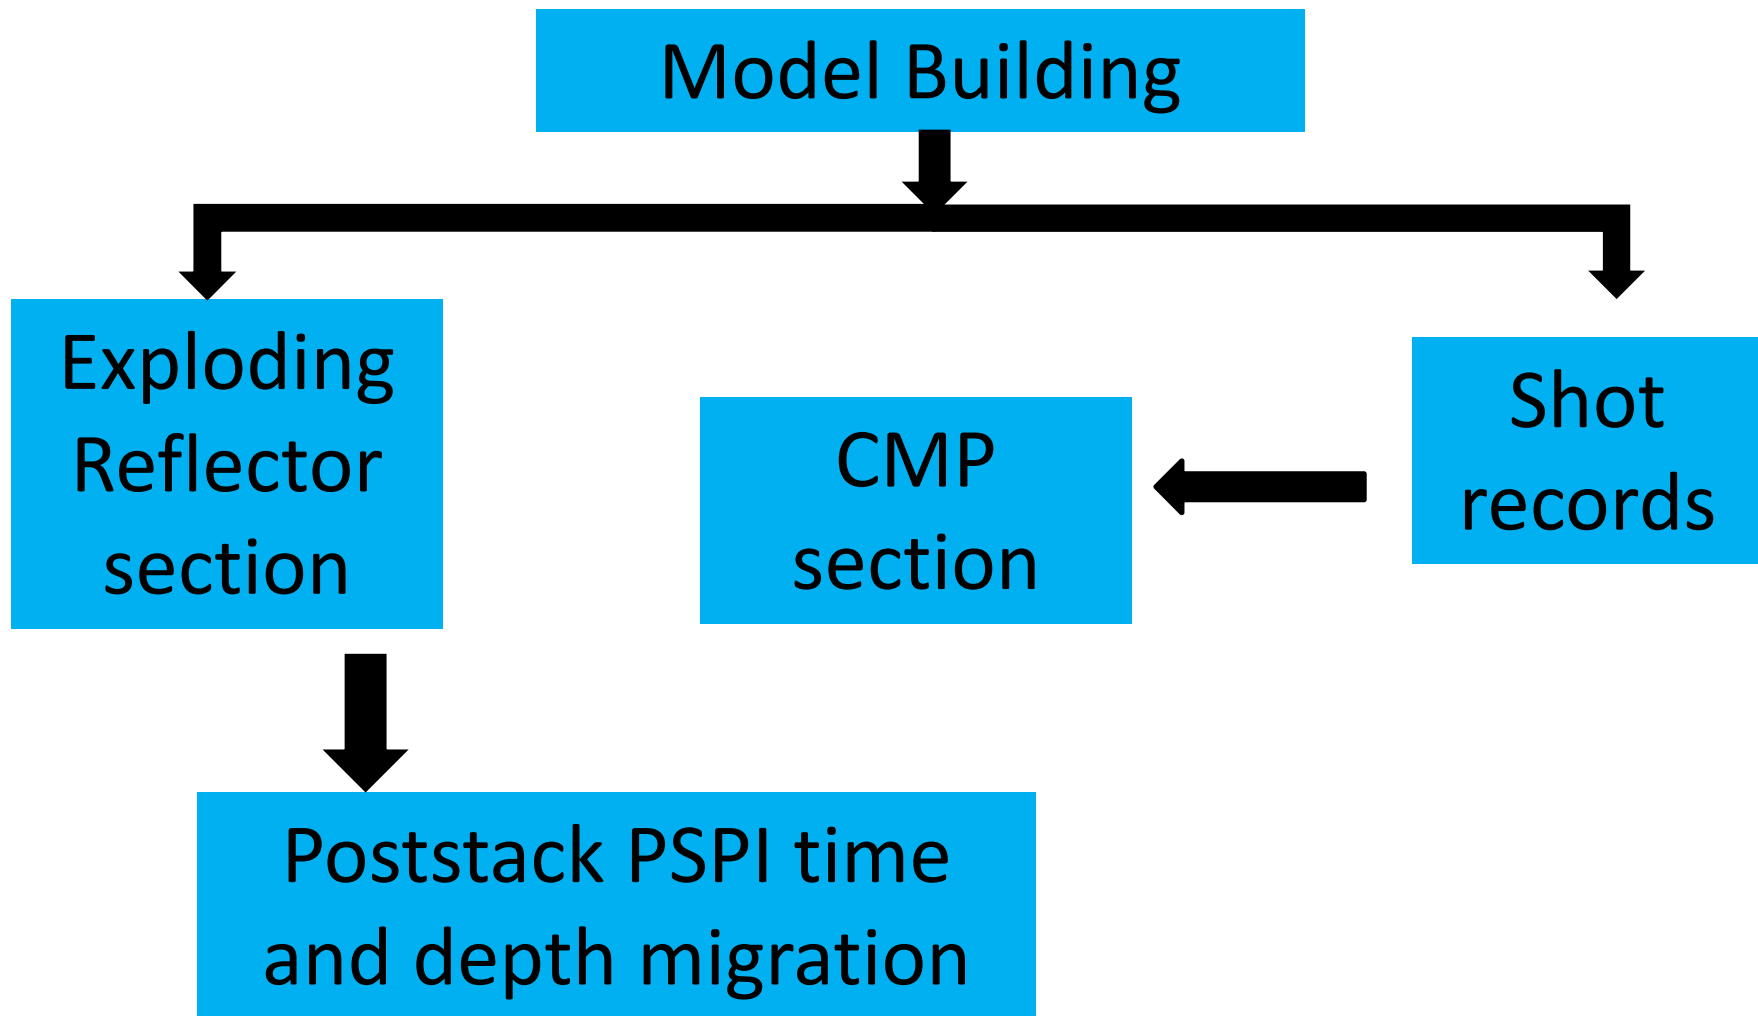 Model Building
Exploding
Reflector
section
CMP
section
Shot
records
Poststack PSPI time
and depth migration